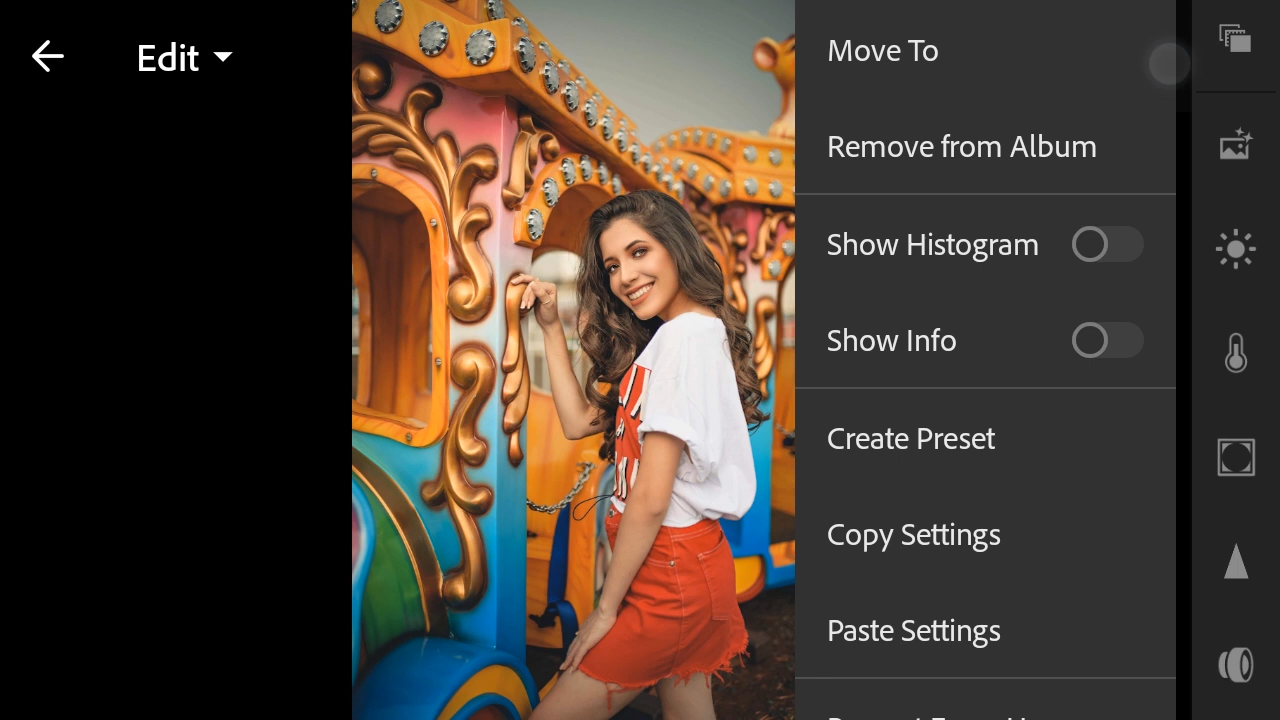 Edit
Move To
Remove from Album
Show Histogram
Show Info
Create Preset
Copy Settings
Paste Settings